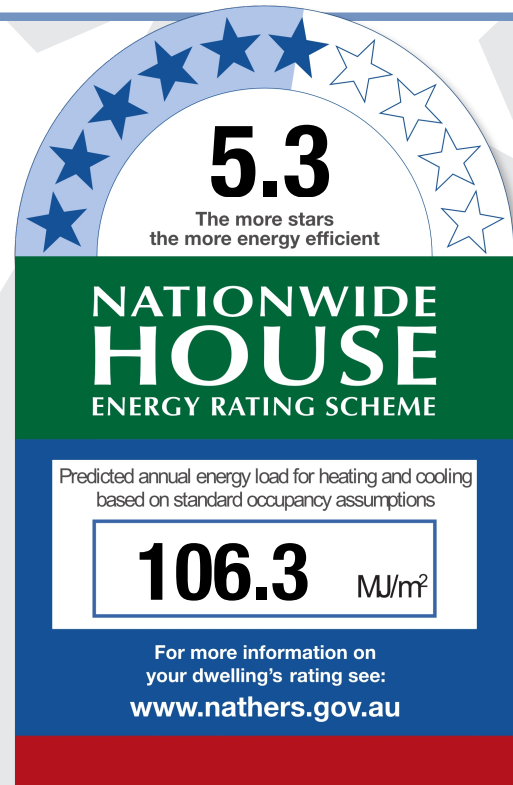 5.3
The more stars
the more energy efficient
NATIONWIDE
HOUSE
ENERGY RATING SCHEME
Predicted annual energy load for heating and cooling
based on standard occupancy assumptions
106.3 MJ/m²
For more information on
your dwelling's rating see:
www.nathers.gov.au